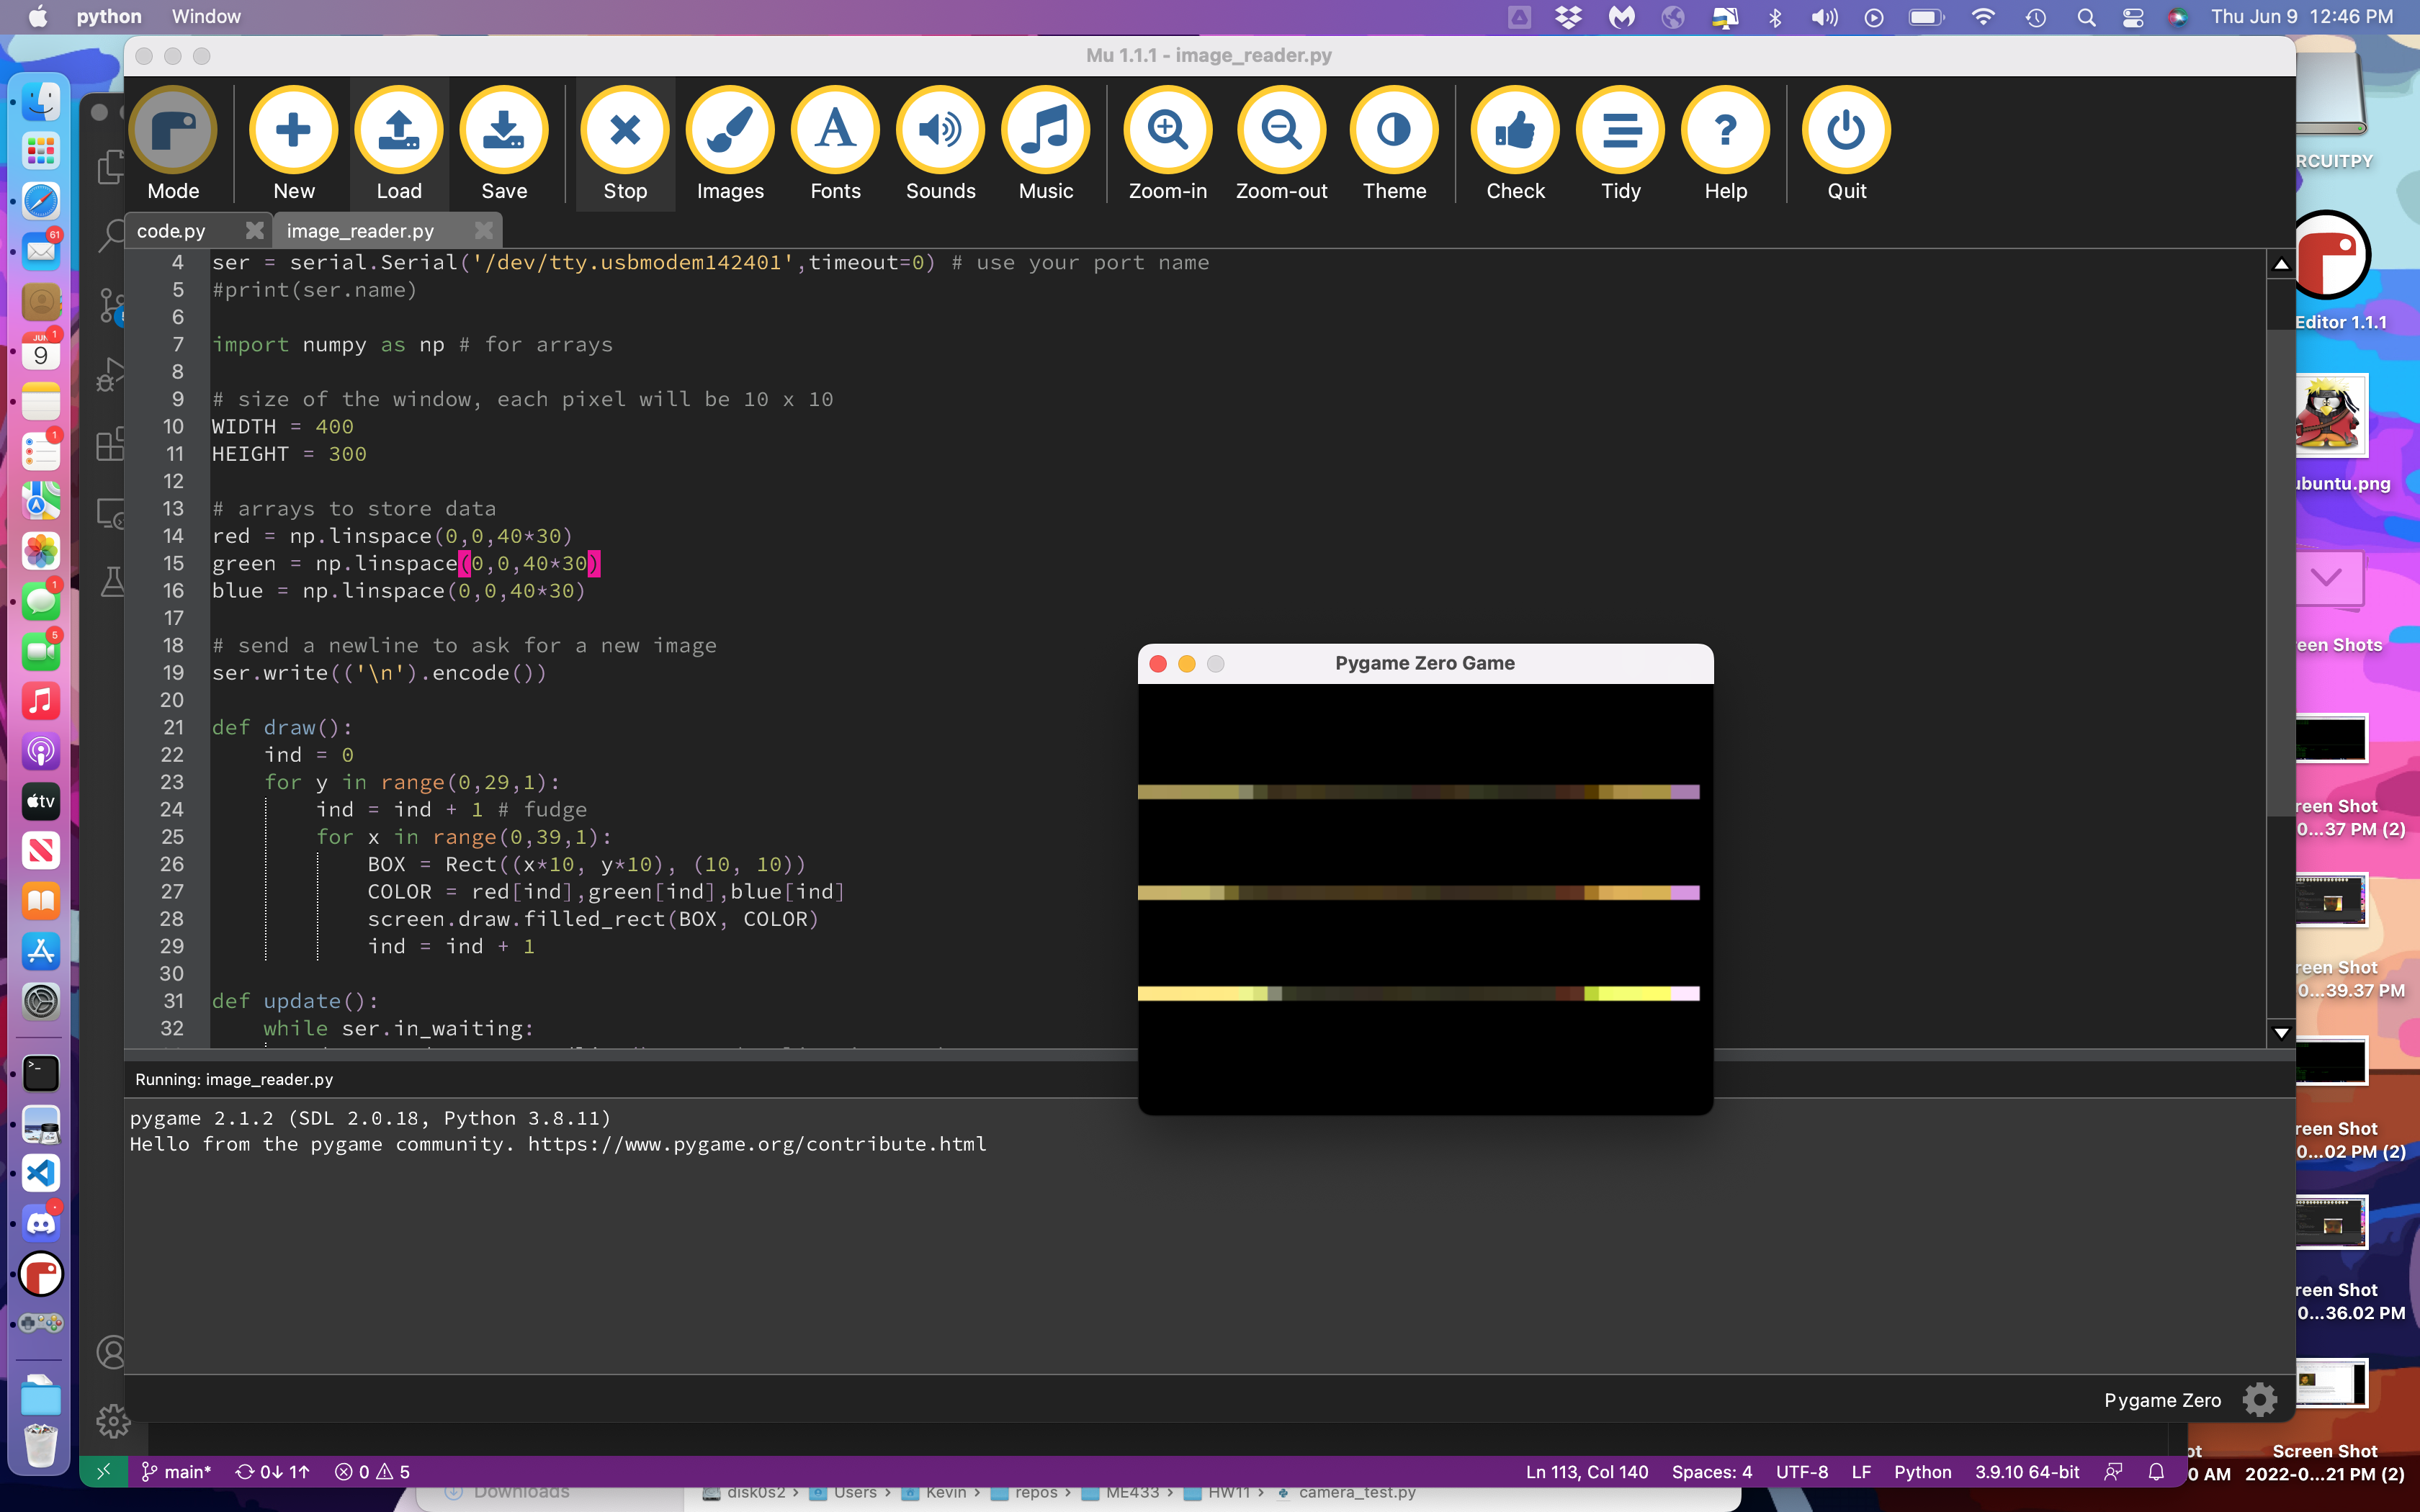 python Window Thu Jun 9 12:46 PM
Mu 1.1.1 - image_reader.py
Mode New Load Save Stop Images Fonts Sounds Music Zoom-in Zoom-out Theme Check Tidy Help Quit
code.py image_reader.py
4 ser = serial.Serial('/dev/tty.usbmodem142401',timeout=0) # use your port name
5 #print(ser.name)
6
7 import numpy as np # for arrays
8
9 # size of the window, each pixel will be 10 x 10
10 WIDTH = 400
11 HEIGHT = 300
12
13 # arrays to store data
14 red = np.linspace(0,0,40*30)
15 green = np.linspace(0,0,40*30)
16 blue = np.linspace(0,0,40*30)
17
18 # send a newline to ask for a new image
19 ser.write(('\n').encode())
20
21 def draw():
22 ind = 0
23 for y in range(0,29,1):
24 ind = ind + 1 # fudge
25 for x in range(0,39,1):
26 BOX = Rect((x*10, y*10), (10, 10))
27 COLOR = red[ind],green[ind],blue[ind]
28 screen.draw.filled_rect(BOX, COLOR)
29 ind = ind + 1
30
31 def update():
32 while ser.in_waiting:
Pygame Zero Game
Running: image_reader.py
pygame 2.1.2 (SDL 2.0.18, Python 3.8.11)
Hello from the pygame community. https://www.pygame.org/contribute.html
Pygame Zero
main* 0↓ 1↑ 0 5 Ln 113, Col 140 Spaces: 4 UTF-8 LF Python 3.9.10 64-bit
Downloads disk0s2 › Users › Kevin › repos › ME433 › HW11 › camera_test.py
RCUITPY
Editor 1.1.1
ubuntu.png
een Shots
reen Shot
0...37 PM (2)
reen Shot
0...39.37 PM
reen Shot
0...02 PM (2)
reen Shot
0...36.02 PM
ot Screen Shot
0 AM 2022-0...21 PM (2)
61
JUN 1
9
1
1
5
tv